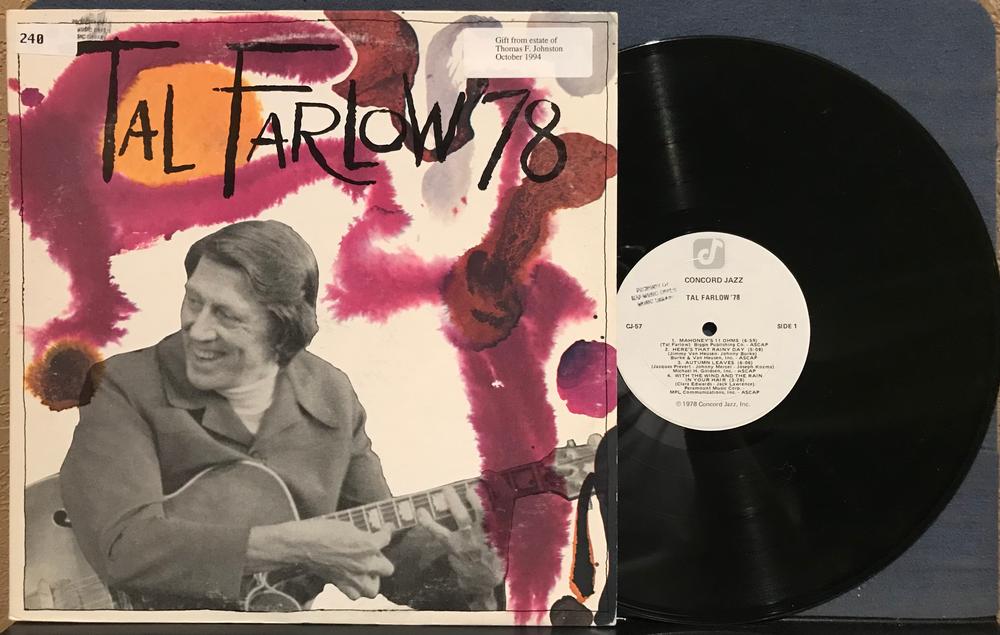 240
Gift from estate of
Thomas F. Johnston
October 1994
TAL FARLOW '78
CONCORD JAZZ
TAL FARLOW '78
CJ-57
SIDE 1
1. MAHONEY'S 11 OHMS (6:59)
(Tal Farlow) Biggin Publishing Co. - ASCAP
2. HERE'S THAT RAINY DAY (5:08)
(Jimmy Van Heusen- Johnny Burke)
Burke & Van Heusen, Inc. - ASCAP
3. AUTUMN LEAVES (6:06)
(Jacques Prevert - Johnny Mercer - Joseph Kozma)
Michael H. Goldsen, Inc. - ASCAP
4. WITH THE WIND AND THE RAIN
IN YOUR HAIR (3:28)
(Clara Edwards - Jack Lawrence)
Paramount Music Corp.
MPL Communications, Inc. - ASCAP
© 1978 Concord Jazz, Inc.